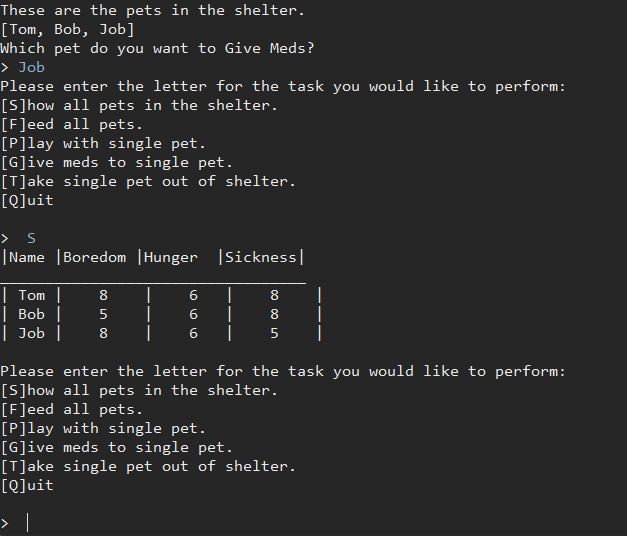 These are the pets in the shelter.
[Tom, Bob, Job]
Which pet do you want to Give Meds?
> Job
Please enter the letter for the task you would like to perform:
[S]how all pets in the shelter.
[F]eed all pets.
[P]lay with single pet.
[G]ive meds to single pet.
[T]ake single pet out of shelter.
[Q]uit
>  S
|Name |Boredom |Hunger  |Sickness|
__________________________________
| Tom |    8    |    6   |    8    |
| Bob |    5    |    6   |    8    |
| Job |    8    |    6   |    5    |
Please enter the letter for the task you would like to perform:
[S]how all pets in the shelter.
[F]eed all pets.
[P]lay with single pet.
[G]ive meds to single pet.
[T]ake single pet out of shelter.
[Q]uit
>